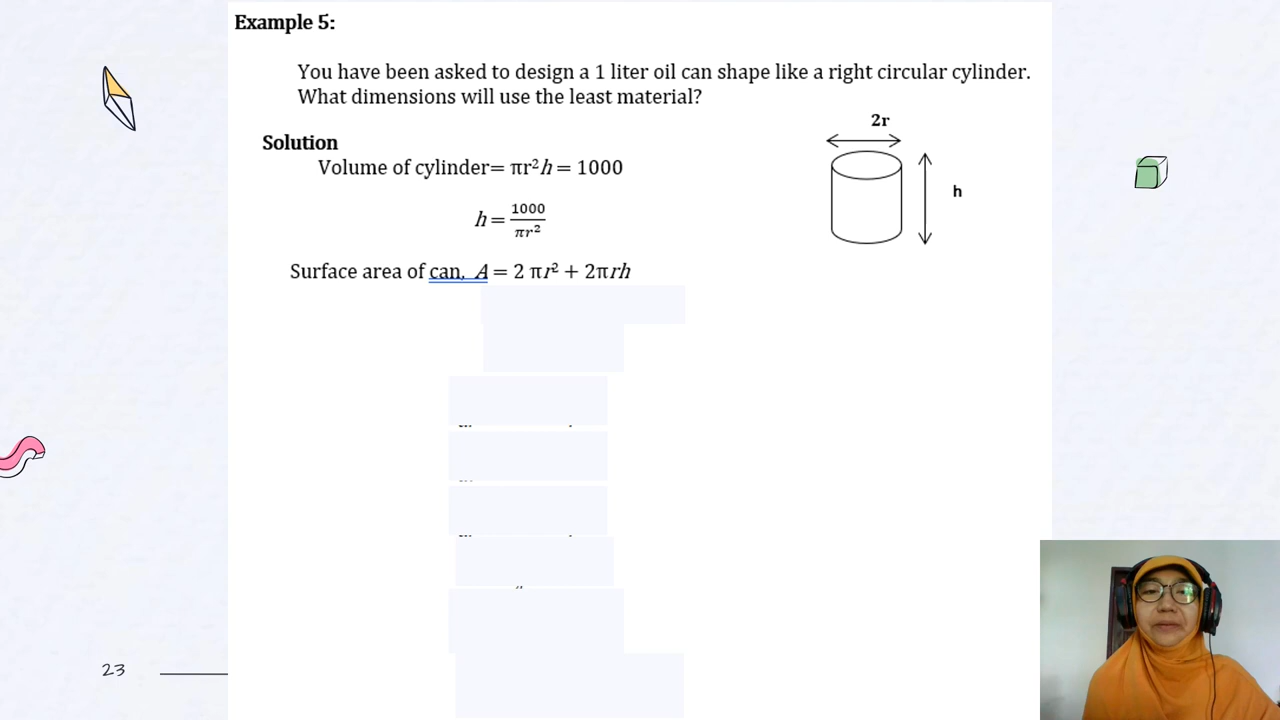 Example 5:
You have been asked to design a 1 liter oil can shape like a right circular cylinder.
What dimensions will use the least material?
2r
Solution
Volume of cylinder= πr²h = 1000
h
h = 1000/πr²
Surface area of can, A = 2 πr² + 2πrh
23